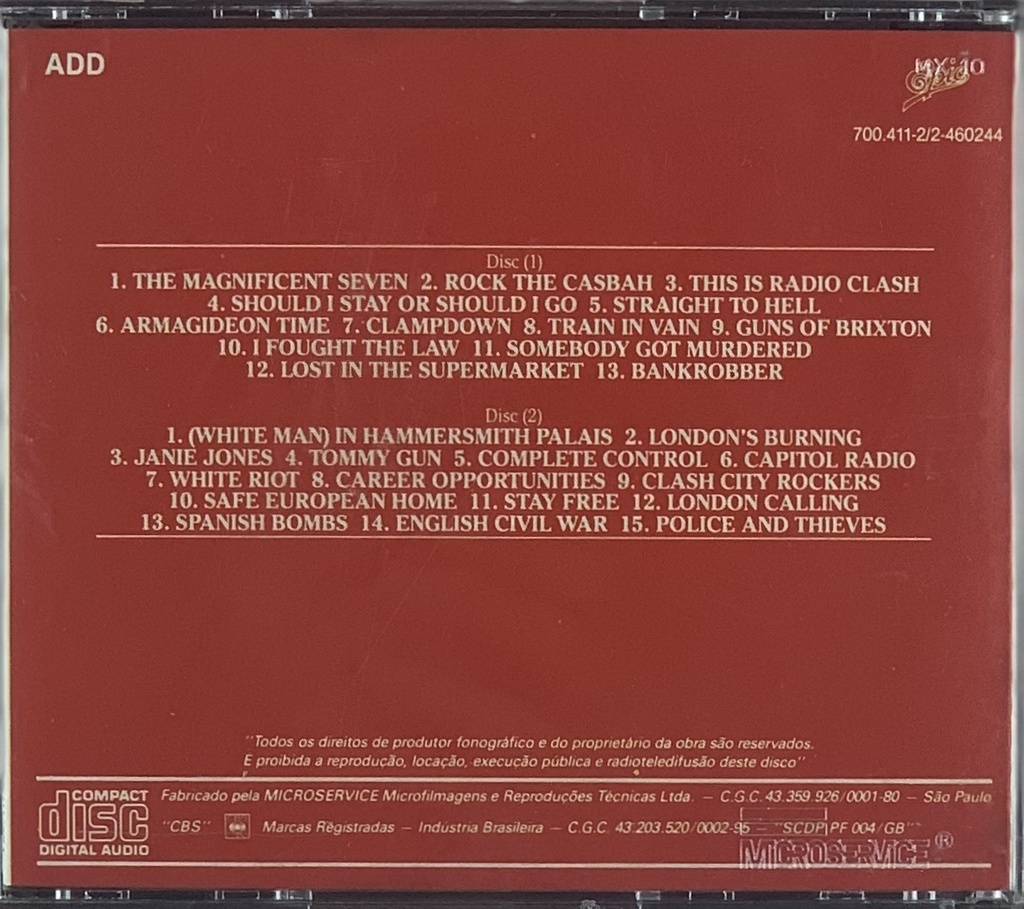 ADD
MX 10
Epic
700.411-2/2-460244
Disc (1)
1. THE MAGNIFICENT SEVEN 2. ROCK THE CASBAH 3. THIS IS RADIO CLASH
4. SHOULD I STAY OR SHOULD I GO 5. STRAIGHT TO HELL
6. ARMAGIDEON TIME 7. CLAMPDOWN 8. TRAIN IN VAIN 9. GUNS OF BRIXTON
10. I FOUGHT THE LAW 11. SOMEBODY GOT MURDERED
12. LOST IN THE SUPERMARKET 13. BANKROBBER
Disc (2)
1. (WHITE MAN) IN HAMMERSMITH PALAIS 2. LONDON'S BURNING
3. JANIE JONES 4. TOMMY GUN 5. COMPLETE CONTROL 6. CAPITOL RADIO
7. WHITE RIOT 8. CAREER OPPORTUNITIES 9. CLASH CITY ROCKERS
10. SAFE EUROPEAN HOME 11. STAY FREE 12. LONDON CALLING
13. SPANISH BOMBS 14. ENGLISH CIVIL WAR 15. POLICE AND THIEVES
"Todos os direitos de produtor fonográfico e do proprietário da obra são reservados.
É proibida a reprodução, locação, execução pública e radioteledifusão deste disco"
COMPACT disc DIGITAL AUDIO
Fabricado pela MICROSERVICE Microfilmagens e Reproduções Técnicas Ltda. — C.G.C. 43.359.926/0001-80 — São Paulo
"CBS" Marcas Registradas — Indústria Brasileira — C.G.C. 43.203.520/0002-95 — "SCDP PF 004/GB"
MICROSERVICE ®